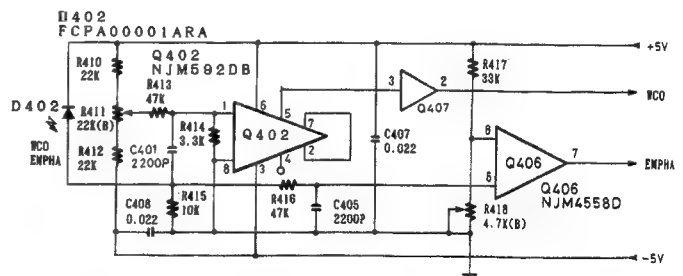 D402
FCPA00001ARA
Q402
NJM592DB
R410
22K
R413
47K
D402
R411
22K(B)
R412
22K
WCO
EMPHA
C401
2200P
R414
3.3K
1
8
6
5
7
2
4
3
Q402
C408
0.022
R415
10K
R416
47K
C405
2200P
C407
0.022
3
2
Q407
R417
33K
+5V
WCO
8
6
7
Q406
EMPHA
Q406
NJM4558D
R418
4.7K(B)
-5V